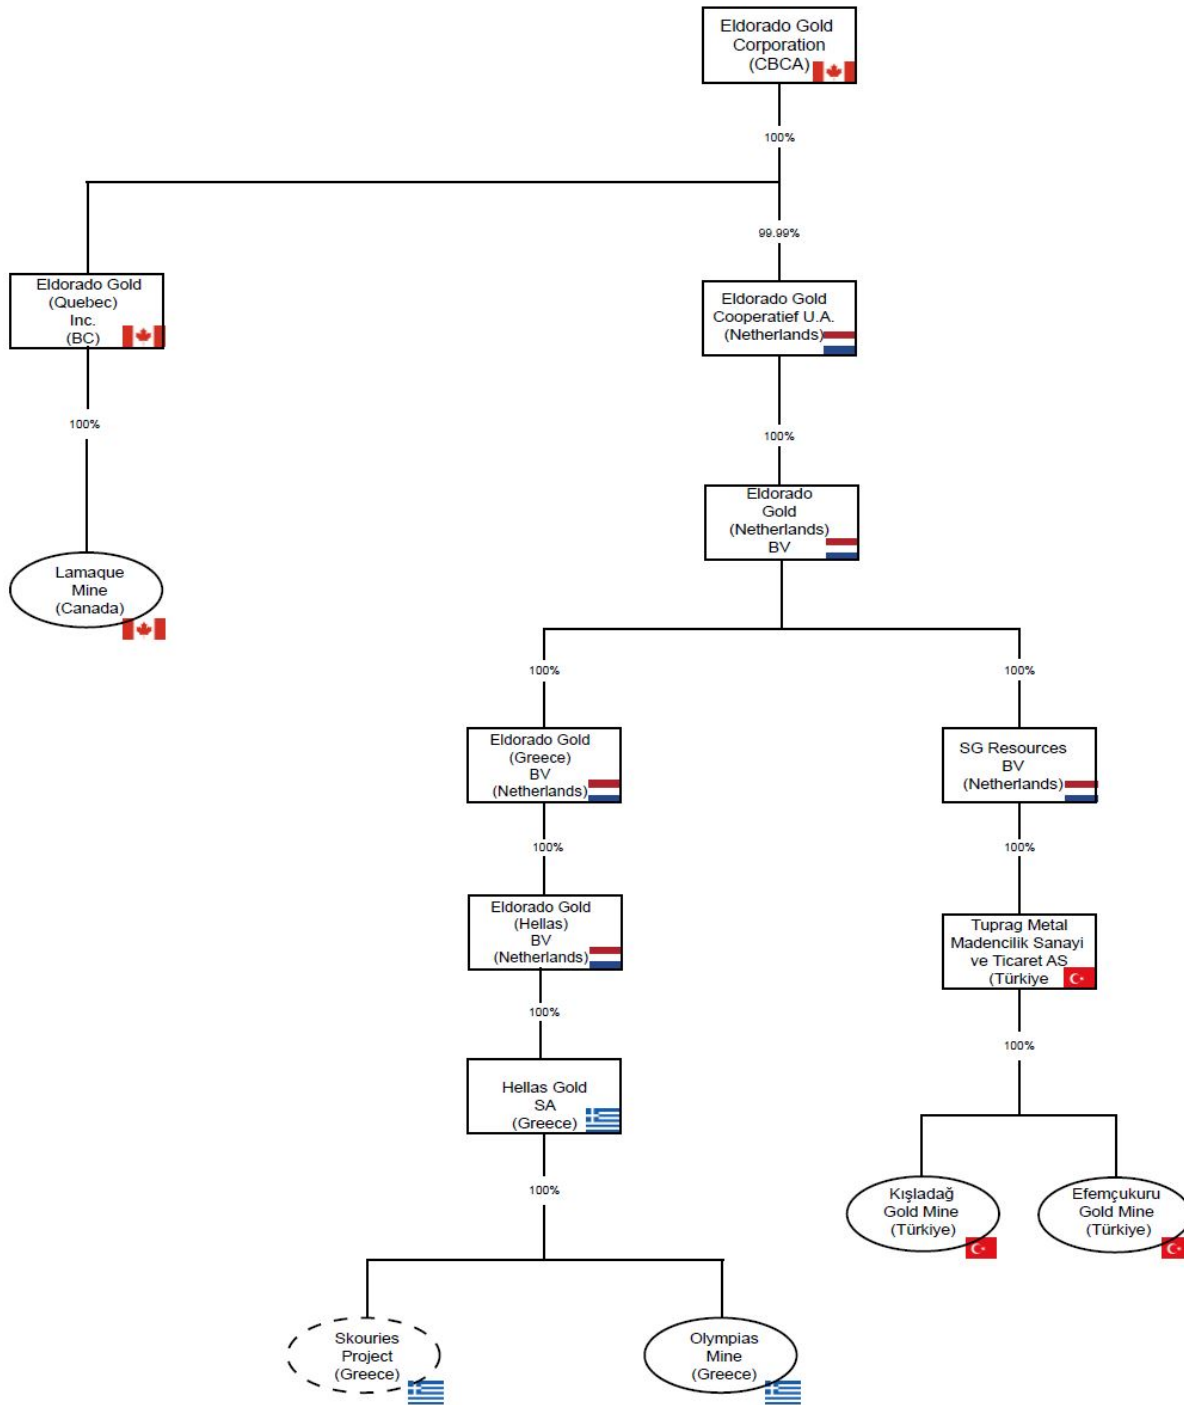 Eldorado Gold
Corporation
(CBCA)
100%
99.99%
Eldorado Gold
(Quebec)
Inc.
(BC)
Eldorado Gold
Cooperatief U.A.
(Netherlands)
100%
100%
Eldorado
Gold
(Netherlands)
BV
Lamaque
Mine
(Canada)
100%
100%
Eldorado Gold
(Greece)
BV
(Netherlands)
SG Resources
BV
(Netherlands)
100%
100%
Eldorado Gold
(Hellas)
BV
(Netherlands)
Tuprag Metal
Madencilik Sanayi
ve Ticaret AS
(Türkiye
100%
100%
Hellas Gold
SA
(Greece)
100%
Kışladağ
Gold Mine
(Türkiye)
Efemçukuru
Gold Mine
(Türkiye)
Skouries
Project
(Greece)
Olympias
Mine
(Greece)